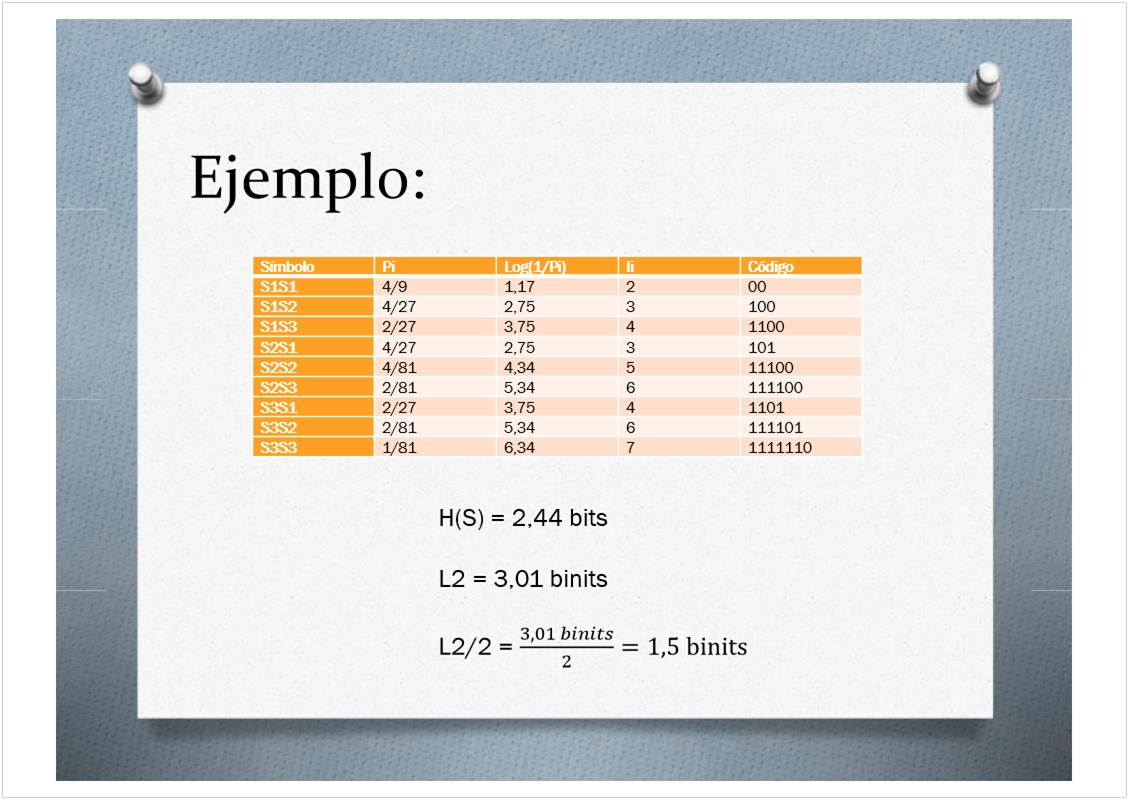 Ejemplo:
Símbolo Pi Log(1/Pi) li Código
S1S1 4/9 1,17 2 00
S1S2 4/27 2,75 3 100
S1S3 2/27 3,75 4 1100
S2S1 4/27 2,75 3 101
S2S2 4/81 4,34 5 11100
S2S3 2/81 5,34 6 111100
S3S1 2/27 3,75 4 1101
S3S2 2/81 5,34 6 111101
S3S3 1/81 6,34 7 1111110
H(S) = 2,44 bits
L2 = 3,01 binits
L2/2 = 3,01 binits / 2 = 1,5 binits